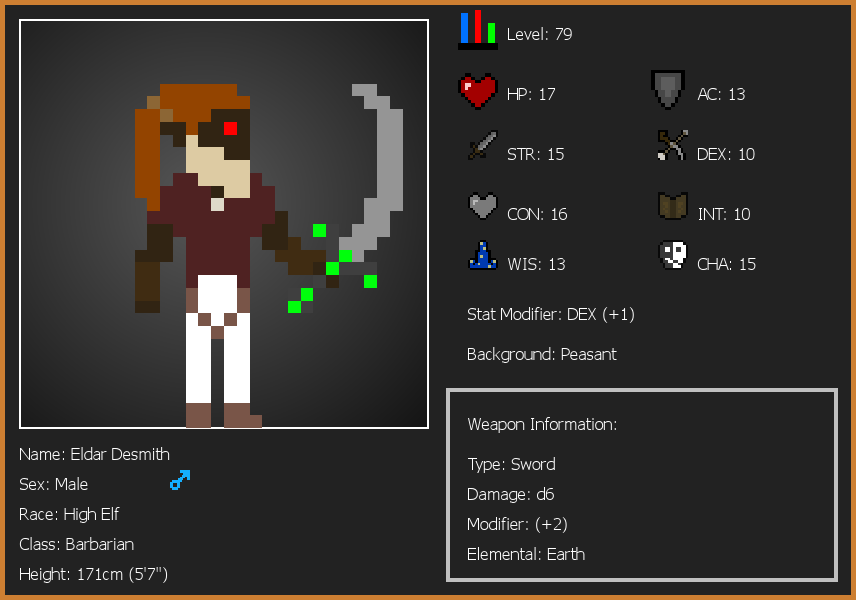 Level: 79
HP: 17
AC: 13
STR: 15
DEX: 10
CON: 16
INT: 10
WIS: 13
CHA: 15
Stat Modifier: DEX (+1)
Background: Peasant
Weapon Information:
Type: Sword
Damage: d6
Modifier: (+2)
Elemental: Earth
Name: Eldar Desmith
Sex: Male
Race: High Elf
Class: Barbarian
Height: 171cm (5'7")